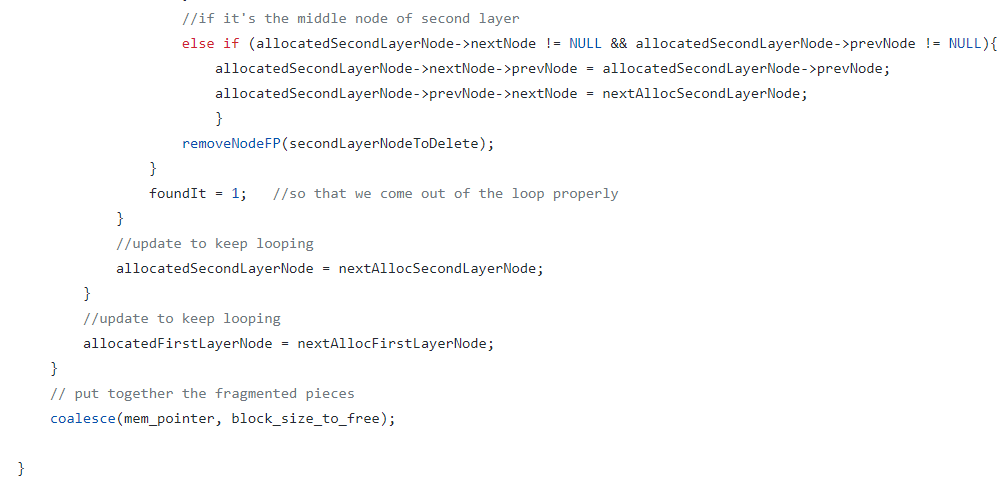 //if it's the middle node of second layer
else if (allocatedSecondLayerNode->nextNode != NULL && allocatedSecondLayerNode->prevNode != NULL){
allocatedSecondLayerNode->nextNode->prevNode = allocatedSecondLayerNode->prevNode;
allocatedSecondLayerNode->prevNode->nextNode = nextAllocSecondLayerNode;
}
removeNodeFP(secondLayerNodeToDelete);
}
foundIt = 1;   //so that we come out of the loop properly
}
//update to keep looping
allocatedSecondLayerNode = nextAllocSecondLayerNode;
}
//update to keep looping
allocatedFirstLayerNode = nextAllocFirstLayerNode;
}
// put together the fragmented pieces
coalesce(mem_pointer, block_size_to_free);
}